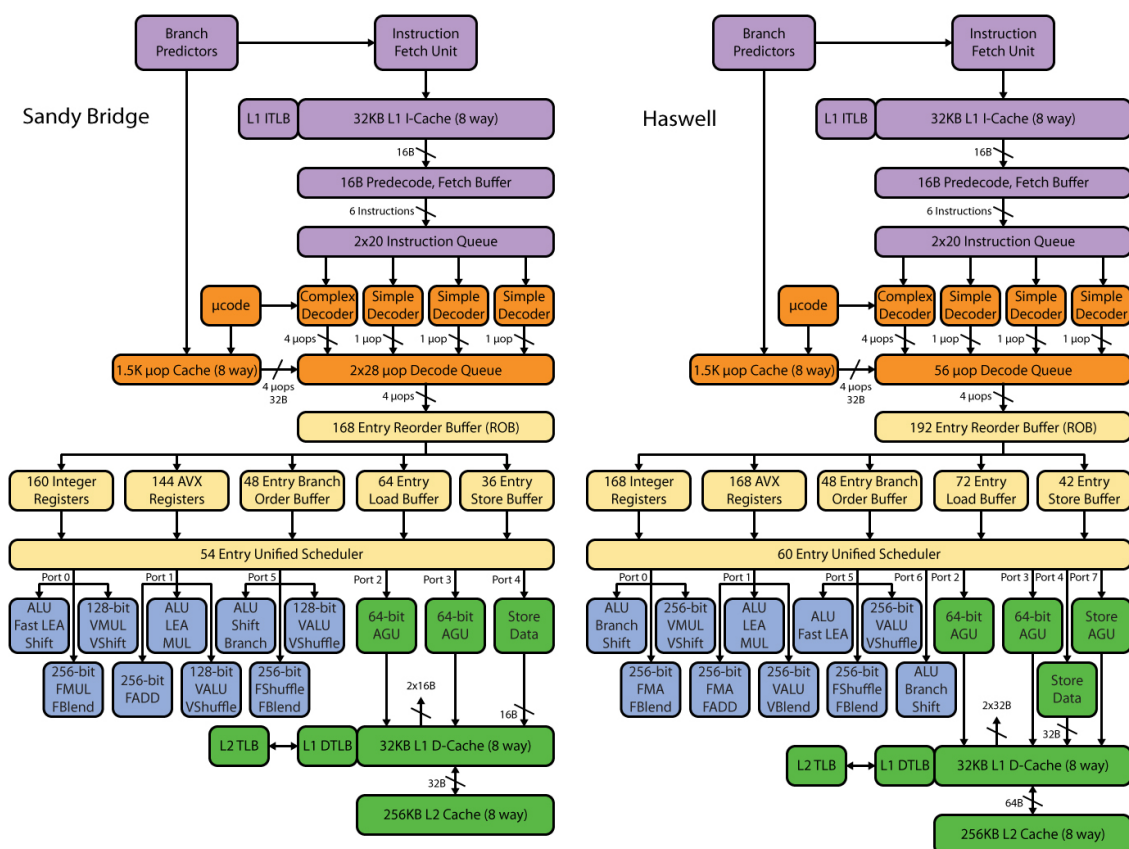 Sandy Bridge
Branch
Predictors
Instruction
Fetch Unit
L1 ITLB
32KB L1 I-Cache (8 way)
16B
16B Predecode, Fetch Buffer
6 Instructions
2x20 Instruction Queue
µcode
Complex
Decoder
Simple
Decoder
Simple
Decoder
Simple
Decoder
4 µops
1 µop
1 µop
1 µop
1.5K µop Cache (8 way)
4 µops
32B
2x28 µop Decode Queue
4 µops
168 Entry Reorder Buffer (ROB)
160 Integer
Registers
144 AVX
Registers
48 Entry Branch
Order Buffer
64 Entry
Load Buffer
36 Entry
Store Buffer
54 Entry Unified Scheduler
Port 0
Port 1
Port 5
Port 2
Port 3
Port 4
ALU
Fast LEA
Shift
128-bit
VMUL
VShift
ALU
LEA
MUL
ALU
Shift
Branch
128-bit
VALU
VShuffle
64-bit
AGU
64-bit
AGU
Store
Data
256-bit
FMUL
FBlend
256-bit
FADD
128-bit
VALU
VShuffle
256-bit
FShuffle
FBlend
2x16B
16B
L2 TLB
L1 DTLB
32KB L1 D-Cache (8 way)
32B
256KB L2 Cache (8 way)
Haswell
Branch
Predictors
Instruction
Fetch Unit
L1 ITLB
32KB L1 I-Cache (8 way)
16B
16B Predecode, Fetch Buffer
6 Instructions
2x20 Instruction Queue
µcode
Complex
Decoder
Simple
Decoder
Simple
Decoder
Simple
Decoder
4 µops
1 µop
1 µop
1 µop
1.5K µop Cache (8 way)
4 µops
32B
56 µop Decode Queue
4 µops
192 Entry Reorder Buffer (ROB)
168 Integer
Registers
168 AVX
Registers
48 Entry Branch
Order Buffer
72 Entry
Load Buffer
42 Entry
Store Buffer
60 Entry Unified Scheduler
Port 0
Port 1
Port 5
Port 6
Port 2
Port 3
Port 4
Port 7
ALU
Branch
Shift
256-bit
VMUL
VShift
ALU
LEA
MUL
ALU
Fast LEA
256-bit
VALU
VShuffle
64-bit
AGU
64-bit
AGU
Store
AGU
256-bit
FMA
FBlend
256-bit
FMA
FADD
256-bit
VALU
VBlend
256-bit
FShuffle
FBlend
ALU
Branch
Shift
Store
Data
2x32B
32B
L2 TLB
L1 DTLB
32KB L1 D-Cache (8 way)
64B
256KB L2 Cache (8 way)